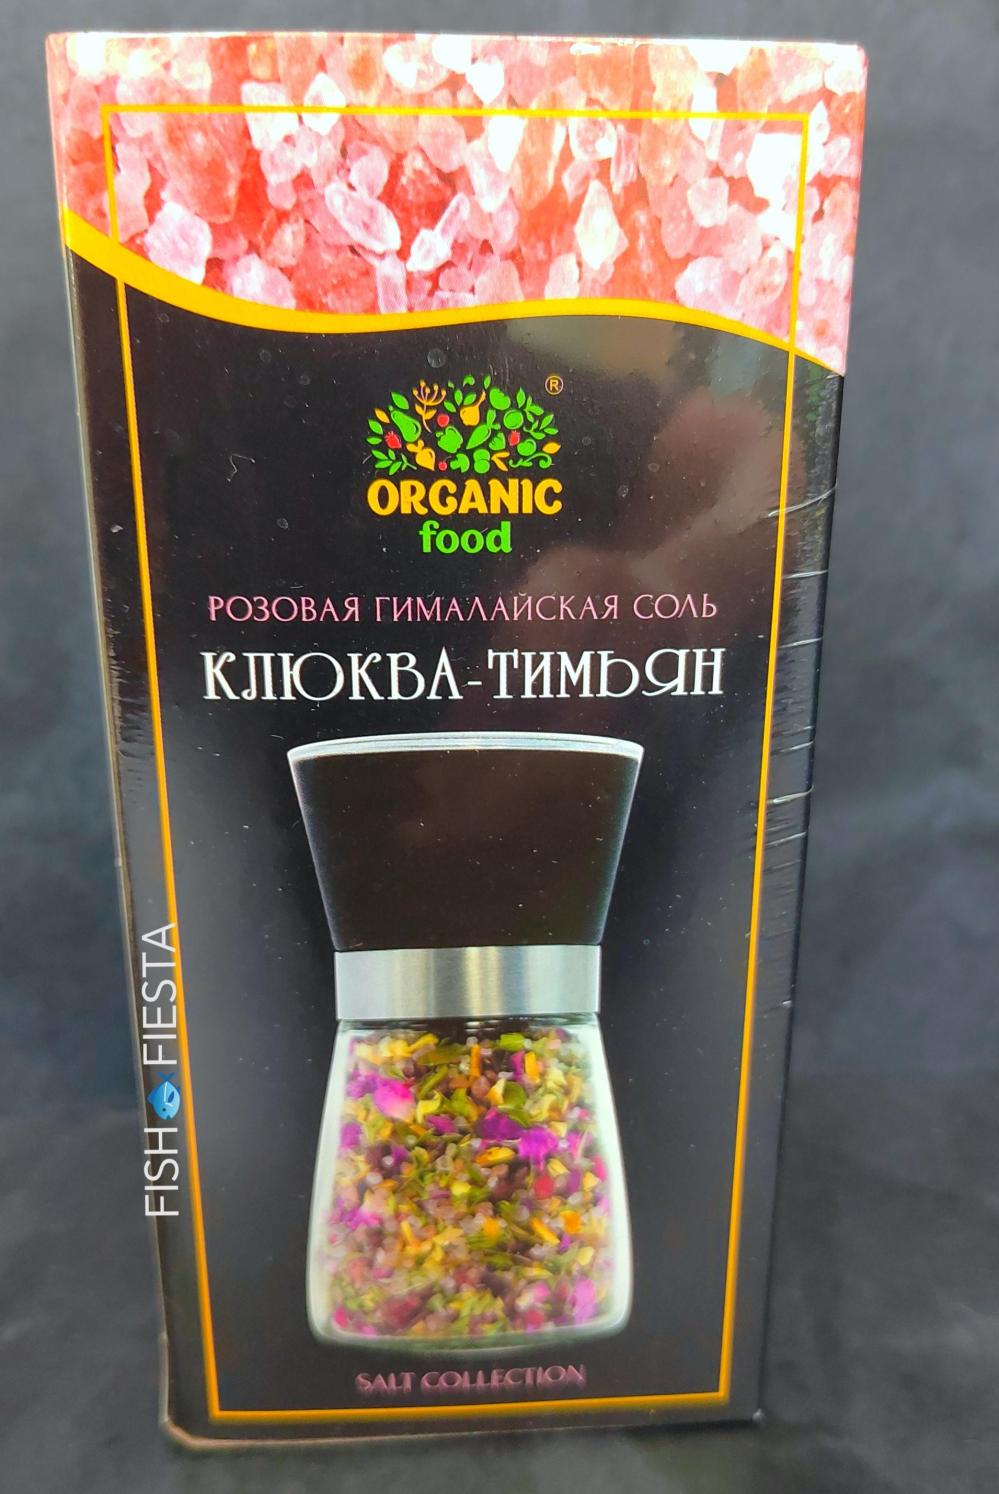 ®
ORGANIC
food
РОЗОВАЯ ГИМАЛАЙСКАЯ СОЛЬ
КЛЮКВА-ТИМЬЯН
FISH FIESTA
SALT COLLECTION